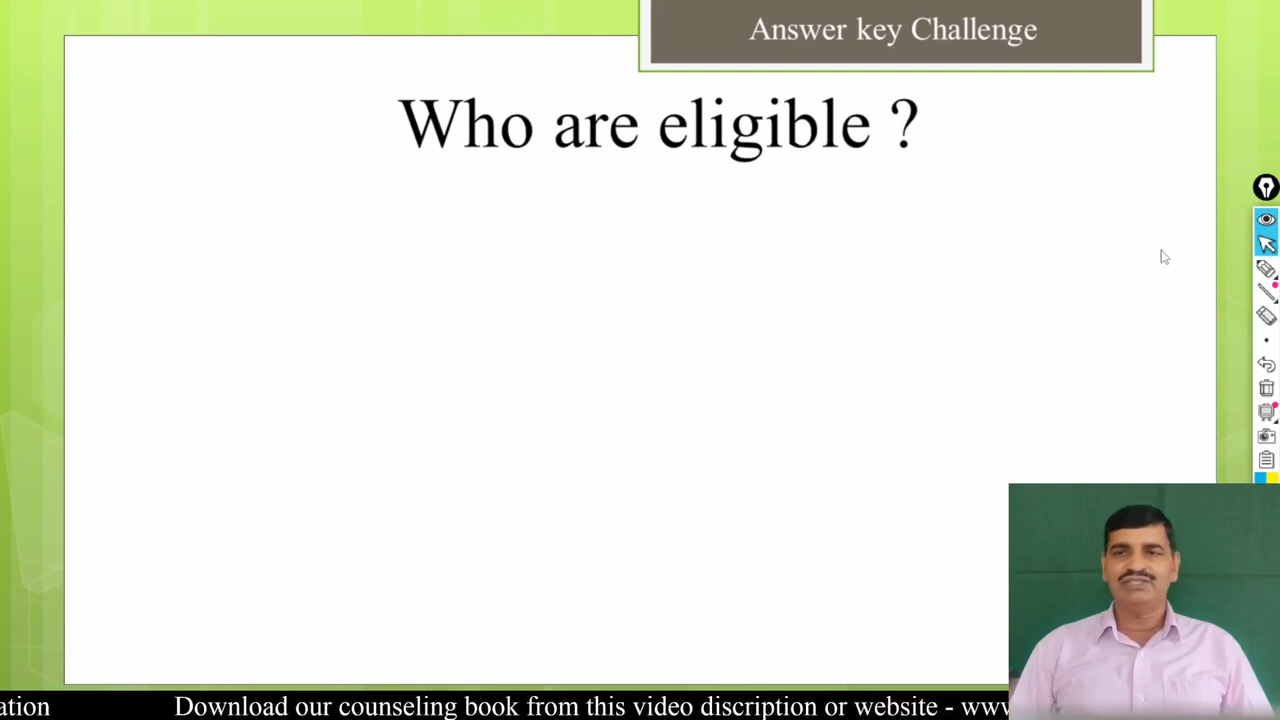 Answer key Challenge
Who are eligible ?
ation Download our counseling book from this video discription or website - www